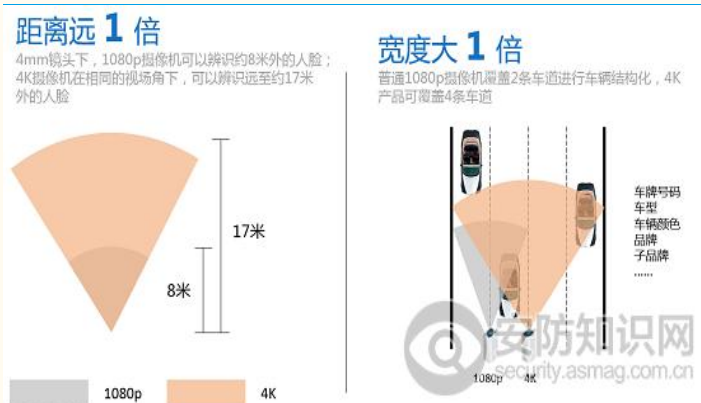 距离远 1 倍
4mm镜头下，1080p摄像机可以辨识约8米外的人脸；
4K摄像机在相同的视场角下，可以辨识远至约17米
外的人脸
17米
8米
1080p
4K
宽度大 1 倍
普通1080p摄像机覆盖2条车道进行车辆结构化，4K
产品可覆盖4条车道
车牌号码
车型
车辆颜色
品牌
子品牌
......
1080p
4K
安防知识网
security.asmag.com.cn